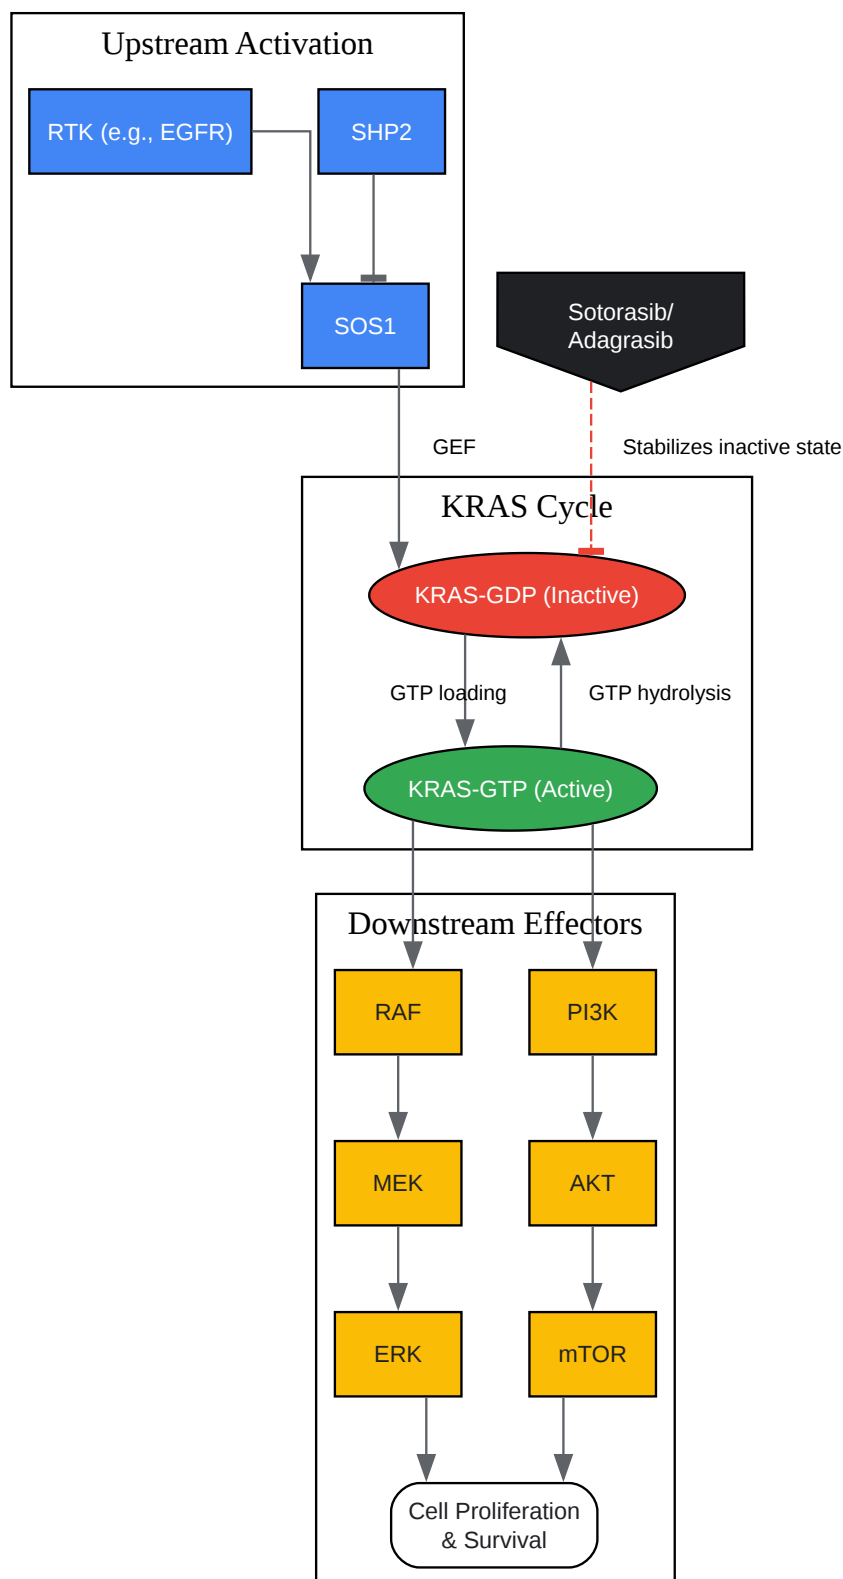 Upstream Activation
RTK (e.g., EGFR)
SHP2
SOS1
Sotorasib/
Adagrasib
GEF
Stabilizes inactive state
KRAS Cycle
KRAS-GDP (Inactive)
GTP loading
GTP hydrolysis
KRAS-GTP (Active)
Downstream Effectors
RAF
PI3K
MEK
AKT
ERK
mTOR
Cell Proliferation
& Survival